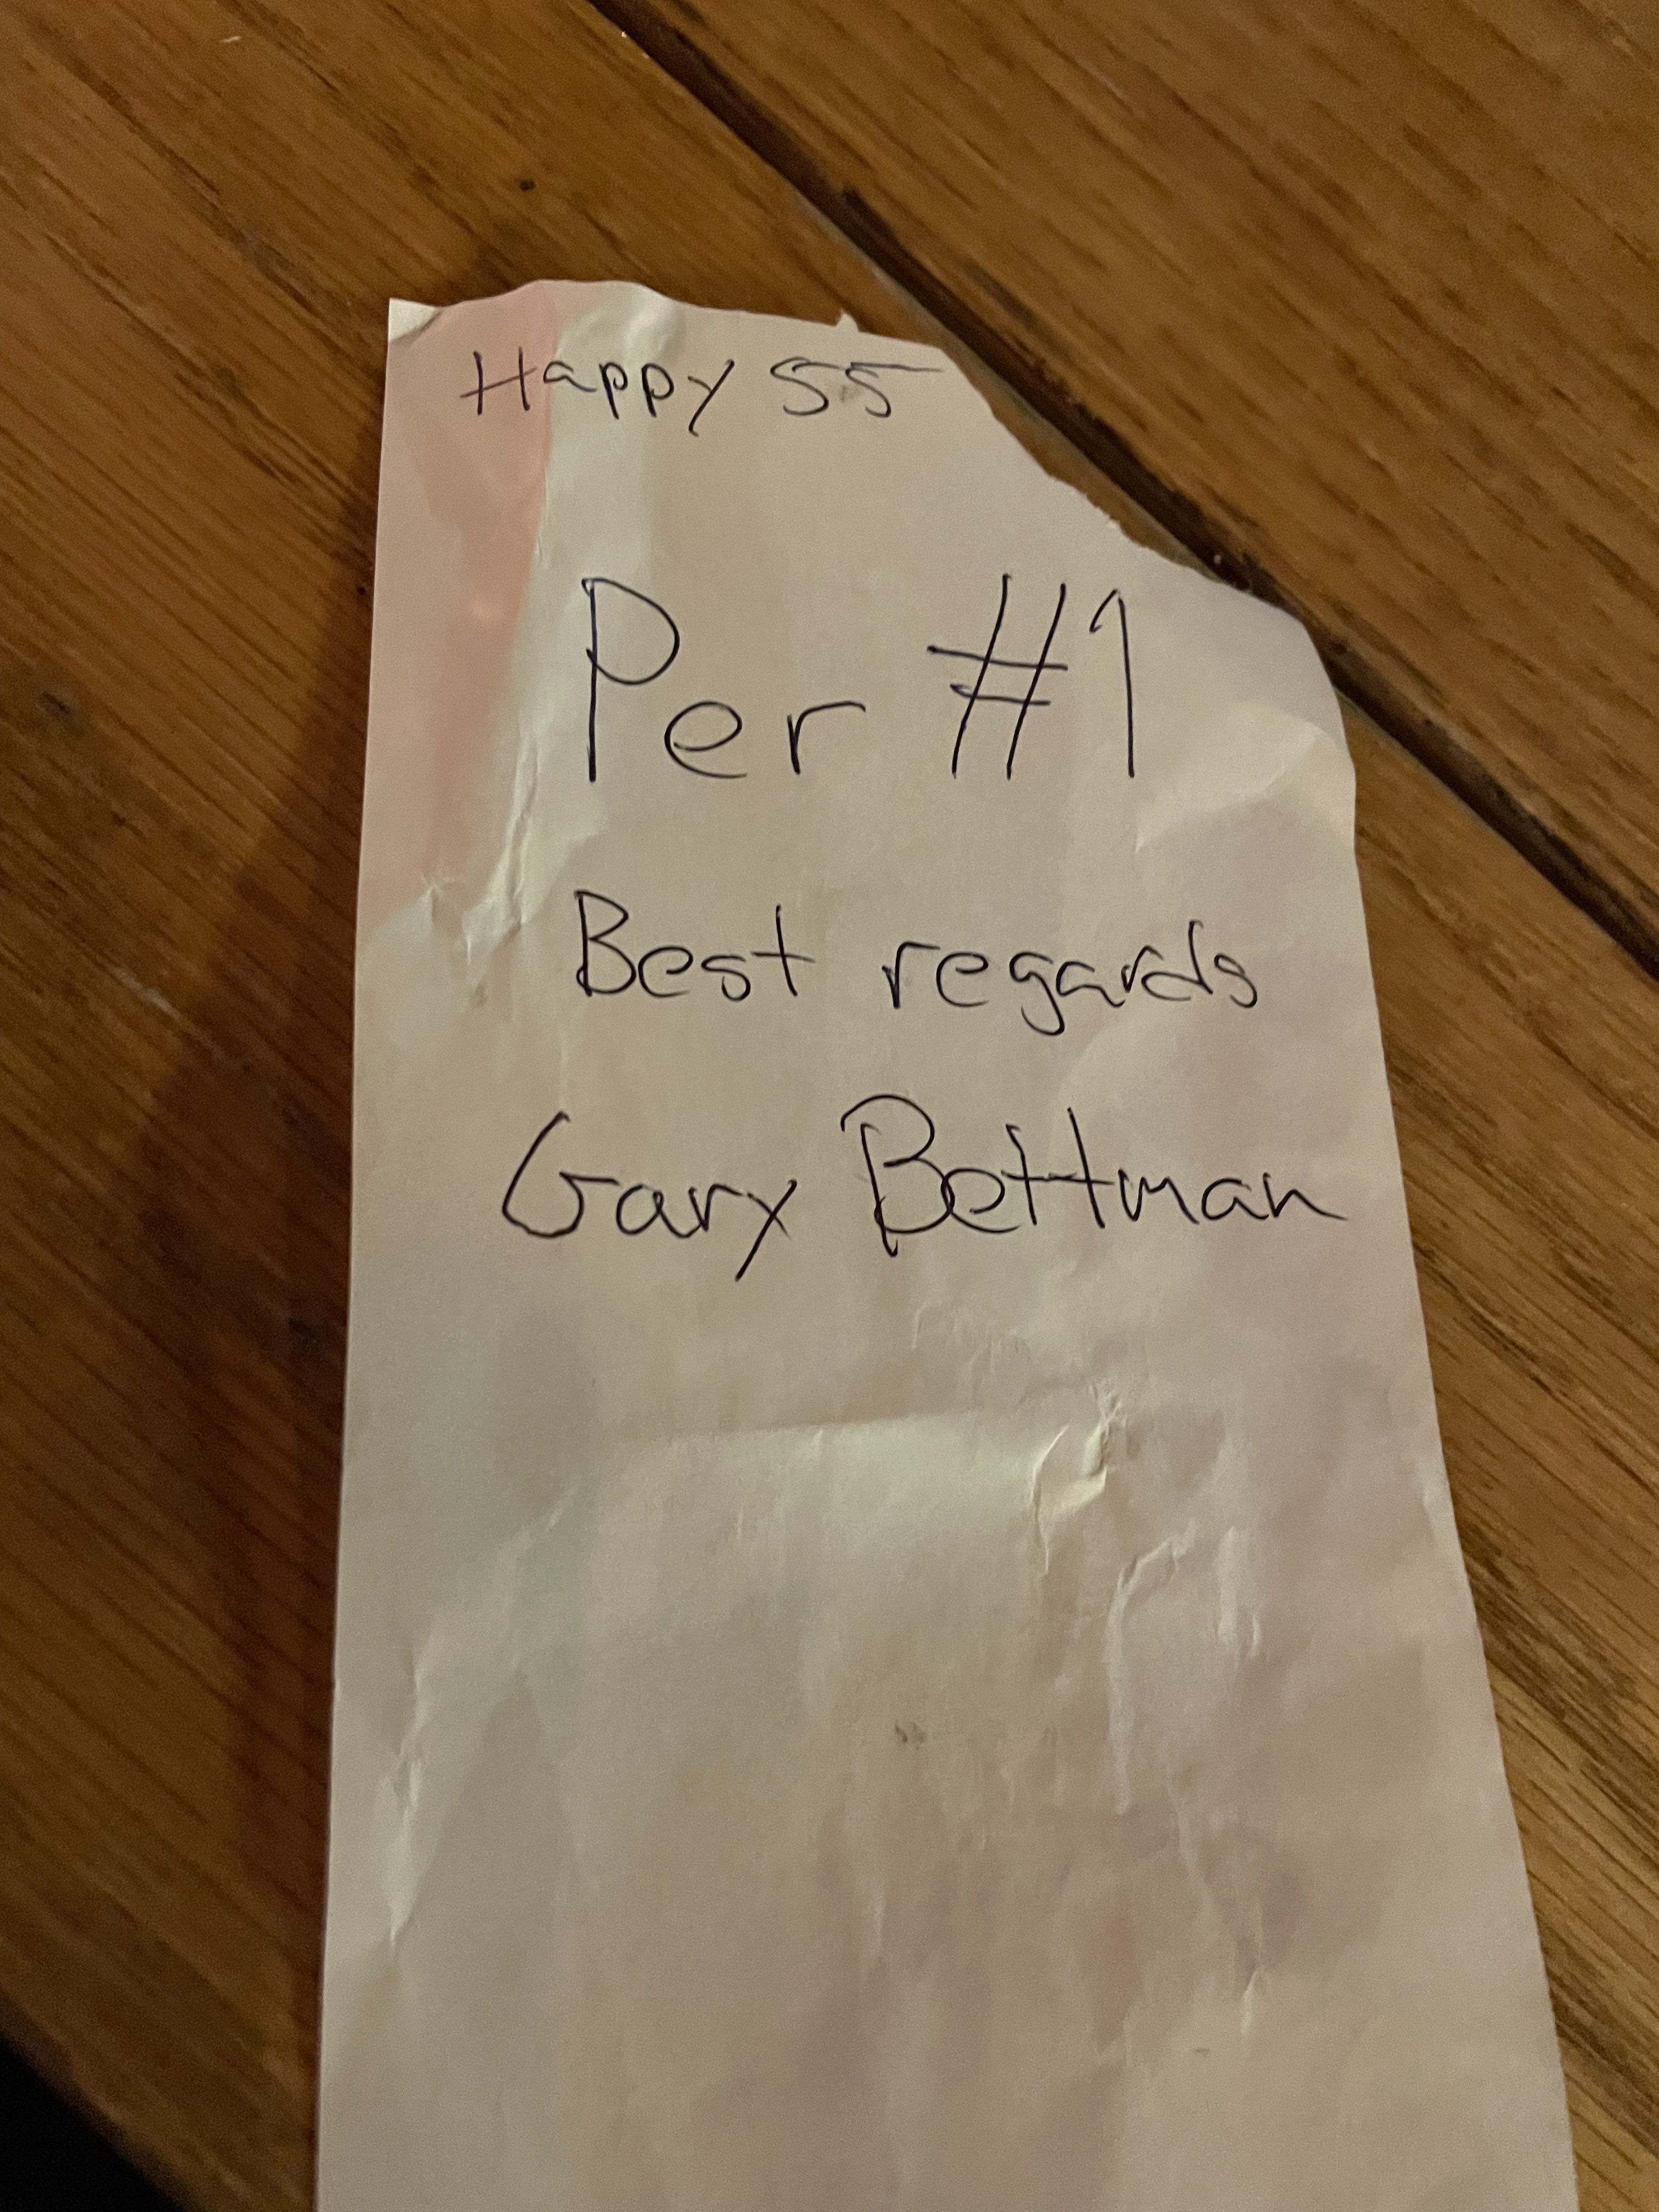 Happy 55
Per #1
Best regards
Gary Bettman